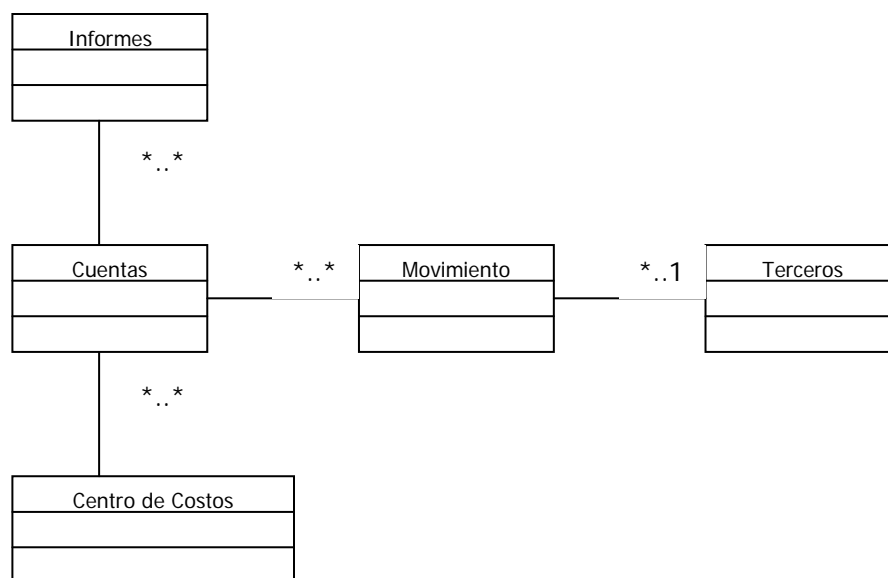 Informes
*..*
Cuentas
*..*
Movimiento
*..1
Terceros
*..*
Centro de Costos